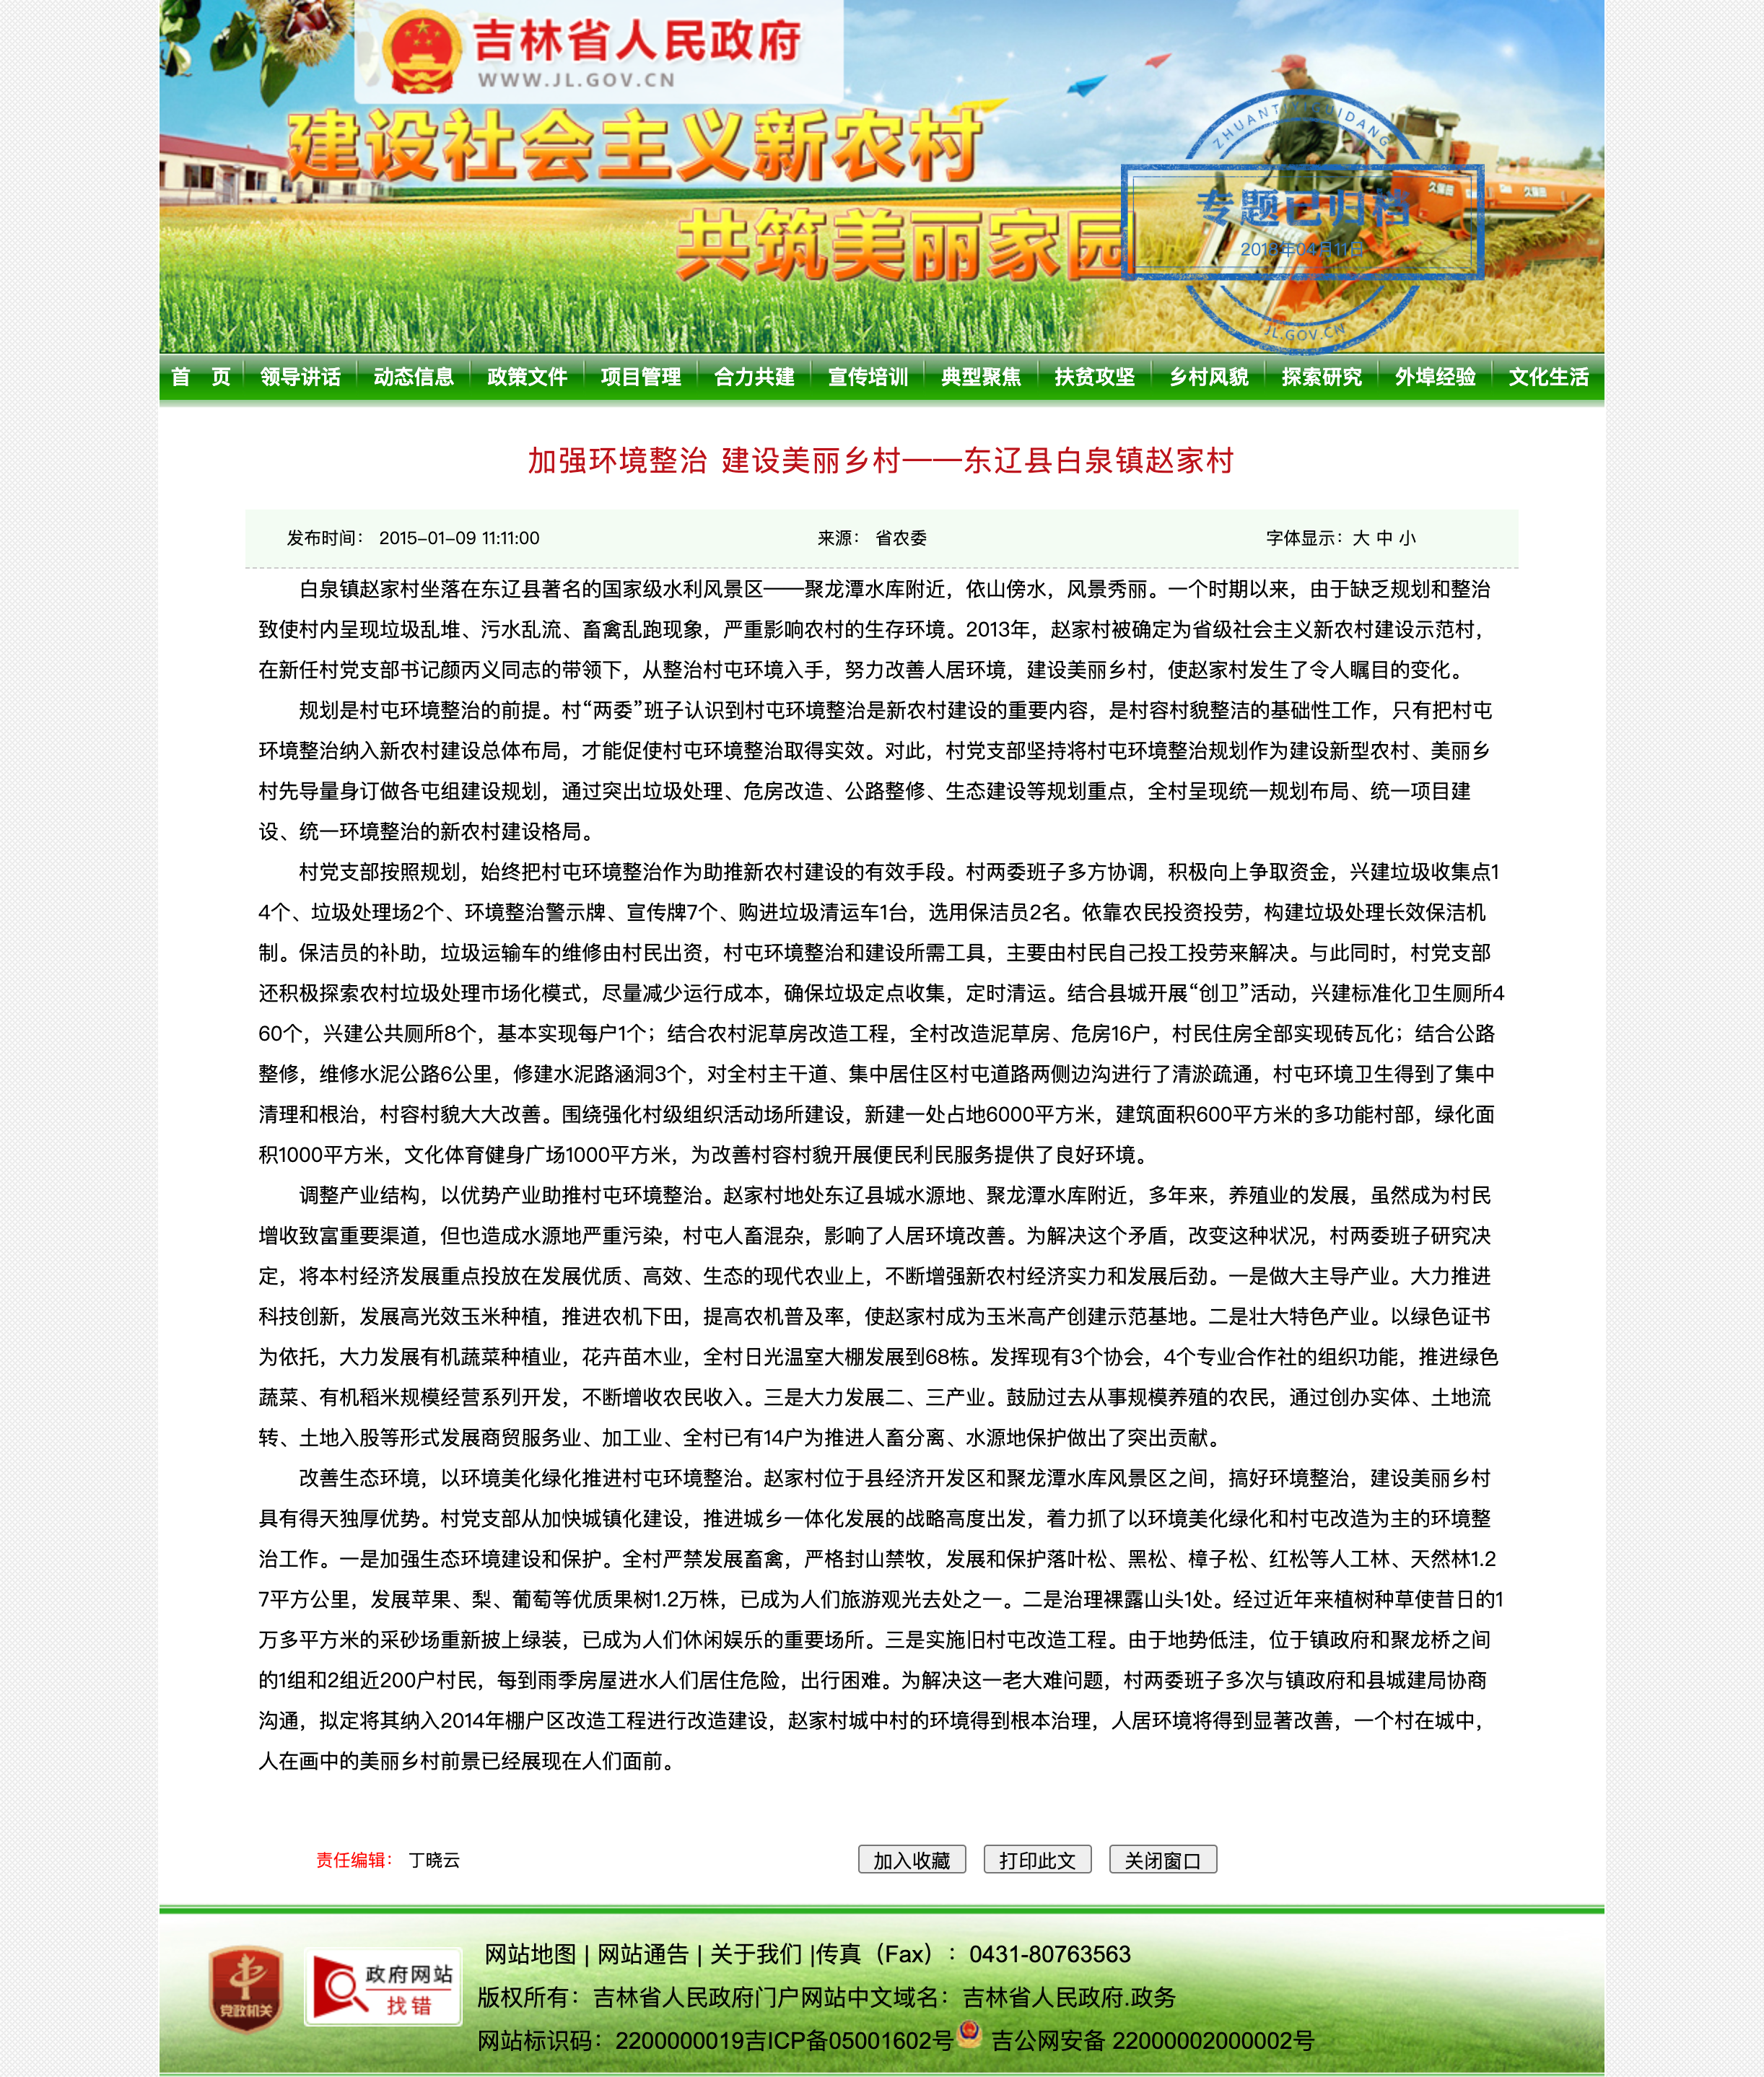 吉林省人民政府
WWW.JL.GOV.CN
建设社会主义新农村
共筑美丽家园
专题已归档
2018年04月11日
JL.GOV.CN
久保田
久保田
首 页 领导讲话 动态信息 政策文件 项目管理 合力共建 宣传培训 典型聚焦 扶贫攻坚 乡村风貌 探索研究 外埠经验 文化生活
加强环境整治 建设美丽乡村——东辽县白泉镇赵家村
发布时间： 2015-01-09 11:11:00 来源： 省农委 字体显示：大 中 小
白泉镇赵家村坐落在东辽县著名的国家级水利风景区——聚龙潭水库附近，依山傍水，风景秀丽。一个时期以来，由于缺乏规划和整治
致使村内呈现垃圾乱堆、污水乱流、畜禽乱跑现象，严重影响农村的生存环境。2013年，赵家村被确定为省级社会主义新农村建设示范村，
在新任村党支部书记颜丙义同志的带领下，从整治村屯环境入手，努力改善人居环境，建设美丽乡村，使赵家村发生了令人瞩目的变化。
规划是村屯环境整治的前提。村“两委”班子认识到村屯环境整治是新农村建设的重要内容，是村容村貌整洁的基础性工作，只有把村屯
环境整治纳入新农村建设总体布局，才能促使村屯环境整治取得实效。对此，村党支部坚持将村屯环境整治规划作为建设新型农村、美丽乡
村先导量身订做各屯组建设规划，通过突出垃圾处理、危房改造、公路整修、生态建设等规划重点，全村呈现统一规划布局、统一项目建
设、统一环境整治的新农村建设格局。
村党支部按照规划，始终把村屯环境整治作为助推新农村建设的有效手段。村两委班子多方协调，积极向上争取资金，兴建垃圾收集点1
4个、垃圾处理场2个、环境整治警示牌、宣传牌7个、购进垃圾清运车1台，选用保洁员2名。依靠农民投资投劳，构建垃圾处理长效保洁机
制。保洁员的补助，垃圾运输车的维修由村民出资，村屯环境整治和建设所需工具，主要由村民自己投工投劳来解决。与此同时，村党支部
还积极探索农村垃圾处理市场化模式，尽量减少运行成本，确保垃圾定点收集，定时清运。结合县城开展“创卫”活动，兴建标准化卫生厕所4
60个，兴建公共厕所8个，基本实现每户1个；结合农村泥草房改造工程，全村改造泥草房、危房16户，村民住房全部实现砖瓦化；结合公路
整修，维修水泥公路6公里，修建水泥路涵洞3个，对全村主干道、集中居住区村屯道路两侧边沟进行了清淤疏通，村屯环境卫生得到了集中
清理和根治，村容村貌大大改善。围绕强化村级组织活动场所建设，新建一处占地6000平方米，建筑面积600平方米的多功能村部，绿化面
积1000平方米，文化体育健身广场1000平方米，为改善村容村貌开展便民利民服务提供了良好环境。
调整产业结构，以优势产业助推村屯环境整治。赵家村地处东辽县城水源地、聚龙潭水库附近，多年来，养殖业的发展，虽然成为村民
增收致富重要渠道，但也造成水源地严重污染，村屯人畜混杂，影响了人居环境改善。为解决这个矛盾，改变这种状况，村两委班子研究决
定，将本村经济发展重点投放在发展优质、高效、生态的现代农业上，不断增强新农村经济实力和发展后劲。一是做大主导产业。大力推进
科技创新，发展高光效玉米种植，推进农机下田，提高农机普及率，使赵家村成为玉米高产创建示范基地。二是壮大特色产业。以绿色证书
为依托，大力发展有机蔬菜种植业，花卉苗木业，全村日光温室大棚发展到68栋。发挥现有3个协会，4个专业合作社的组织功能，推进绿色
蔬菜、有机稻米规模经营系列开发，不断增收农民收入。三是大力发展二、三产业。鼓励过去从事规模养殖的农民，通过创办实体、土地流
转、土地入股等形式发展商贸服务业、加工业、全村已有14户为推进人畜分离、水源地保护做出了突出贡献。
改善生态环境，以环境美化绿化推进村屯环境整治。赵家村位于县经济开发区和聚龙潭水库风景区之间，搞好环境整治，建设美丽乡村
具有得天独厚优势。村党支部从加快城镇化建设，推进城乡一体化发展的战略高度出发，着力抓了以环境美化绿化和村屯改造为主的环境整
治工作。一是加强生态环境建设和保护。全村严禁发展畜禽，严格封山禁牧，发展和保护落叶松、黑松、樟子松、红松等人工林、天然林1.2
7平方公里，发展苹果、梨、葡萄等优质果树1.2万株，已成为人们旅游观光去处之一。二是治理裸露山头1处。经过近年来植树种草使昔日的1
万多平方米的采砂场重新披上绿装，已成为人们休闲娱乐的重要场所。三是实施旧村屯改造工程。由于地势低洼，位于镇政府和聚龙桥之间
的1组和2组近200户村民，每到雨季房屋进水人们居住危险，出行困难。为解决这一老大难问题，村两委班子多次与镇政府和县城建局协商
沟通，拟定将其纳入2014年棚户区改造工程进行改造建设，赵家村城中村的环境得到根本治理，人居环境将得到显著改善，一个村在城中，
人在画中的美丽乡村前景已经展现在人们面前。
责任编辑： 丁晓云 加入收藏 打印此文 关闭窗口
党政机关
政府网站
找错
网站地图 | 网站通告 | 关于我们 |传真（Fax）：0431-80763563
版权所有：吉林省人民政府门户网站中文域名：吉林省人民政府.政务
网站标识码：2200000019吉ICP备05001602号 吉公网安备 22000002000002号